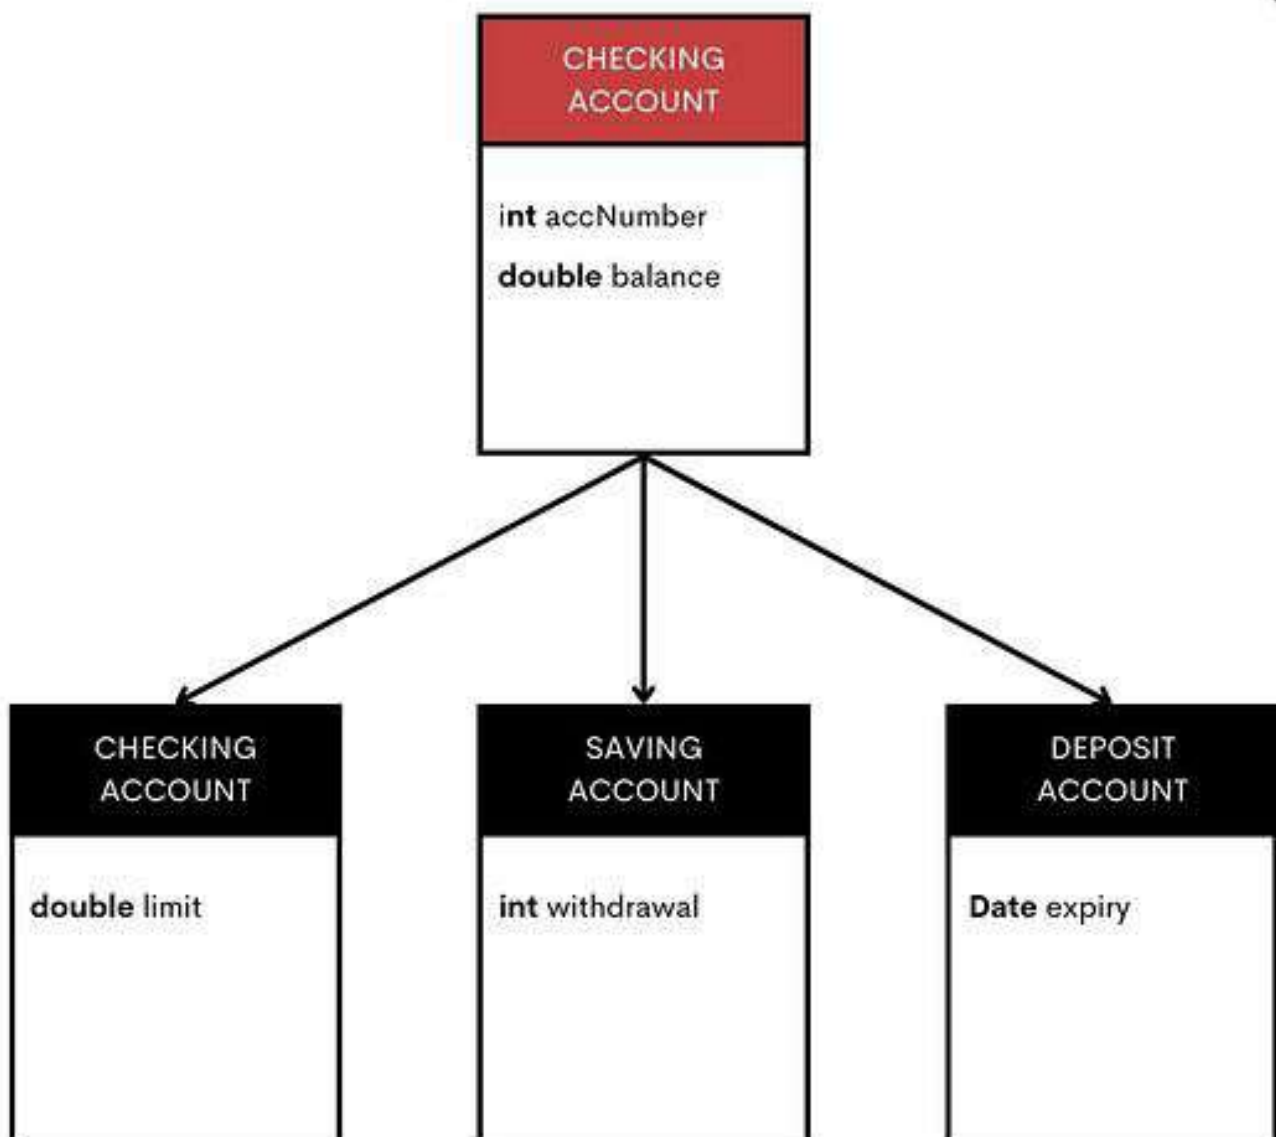 CHECKING
ACCOUNT
int accNumber
double balance
CHECKING
ACCOUNT
double limit
SAVING
ACCOUNT
int withdrawal
DEPOSIT
ACCOUNT
Date expiry